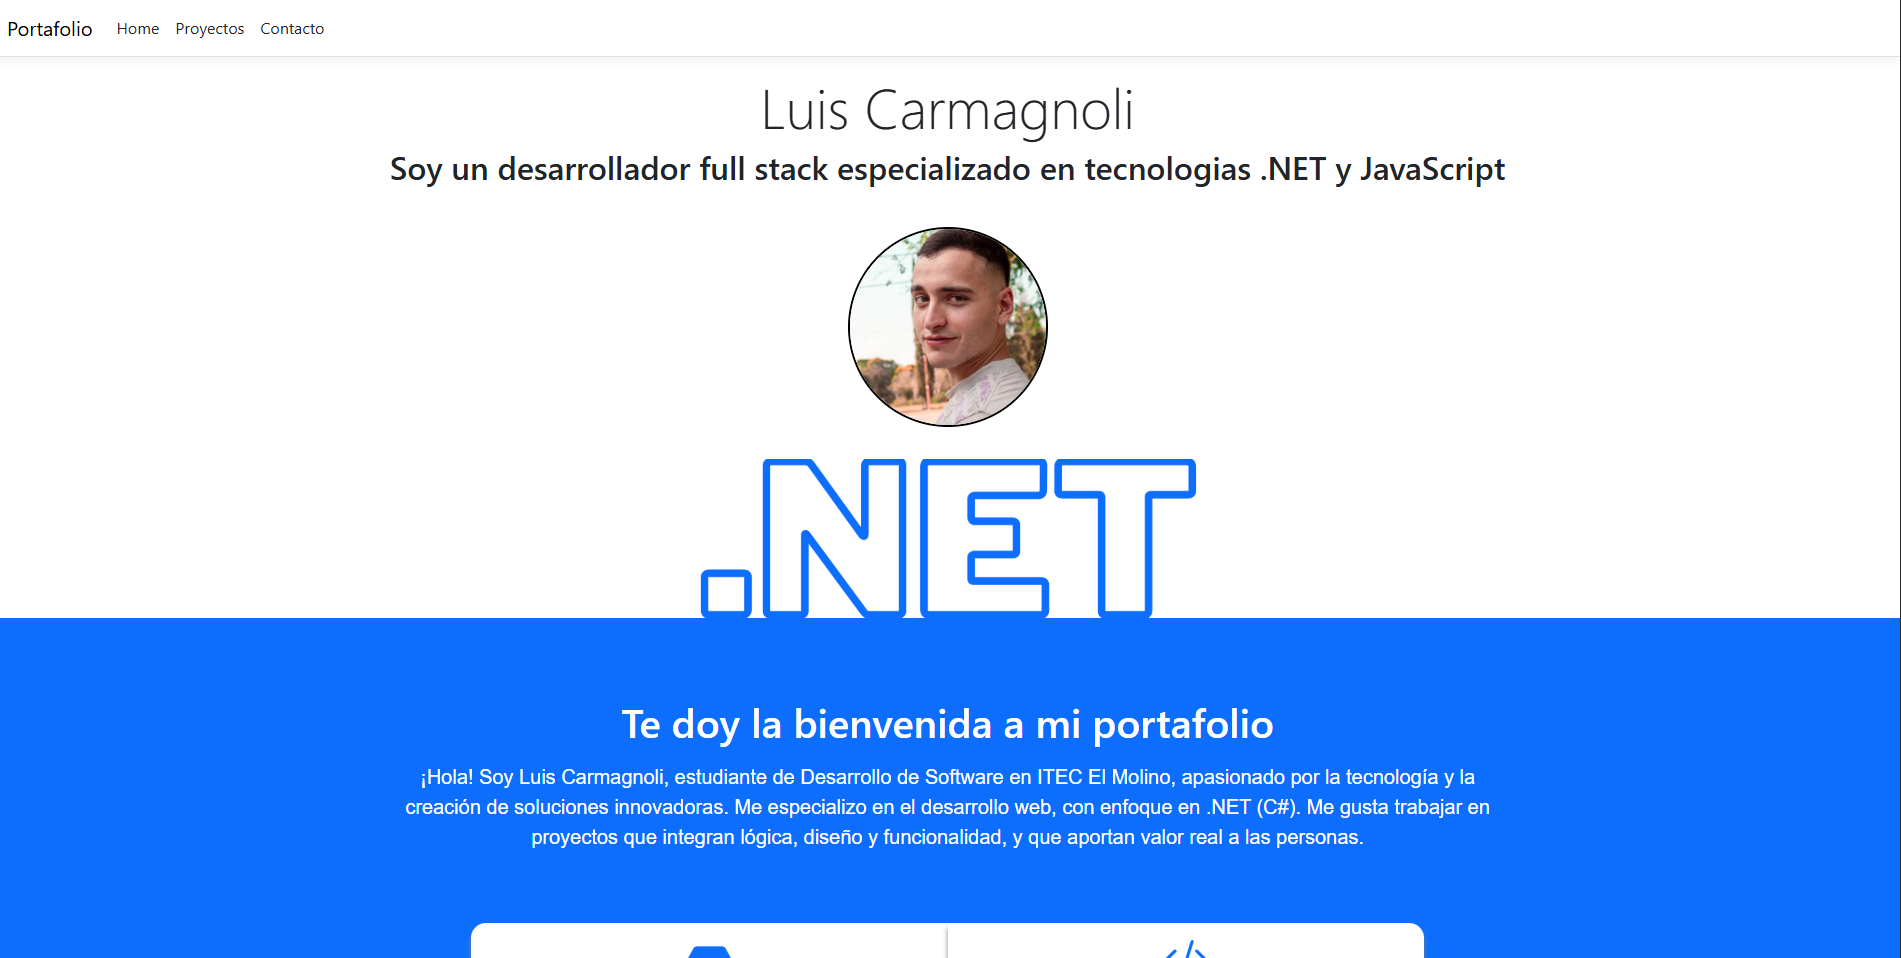 Portafolio Home Proyectos Contacto
Luis Carmagnoli
Soy un desarrollador full stack especializado en tecnologias .NET y JavaScript
.NET
Te doy la bienvenida a mi portafolio
¡Hola! Soy Luis Carmagnoli, estudiante de Desarrollo de Software en ITEC El Molino, apasionado por la tecnología y la
creación de soluciones innovadoras. Me especializo en el desarrollo web, con enfoque en .NET (C#). Me gusta trabajar en
proyectos que integran lógica, diseño y funcionalidad, y que aportan valor real a las personas.